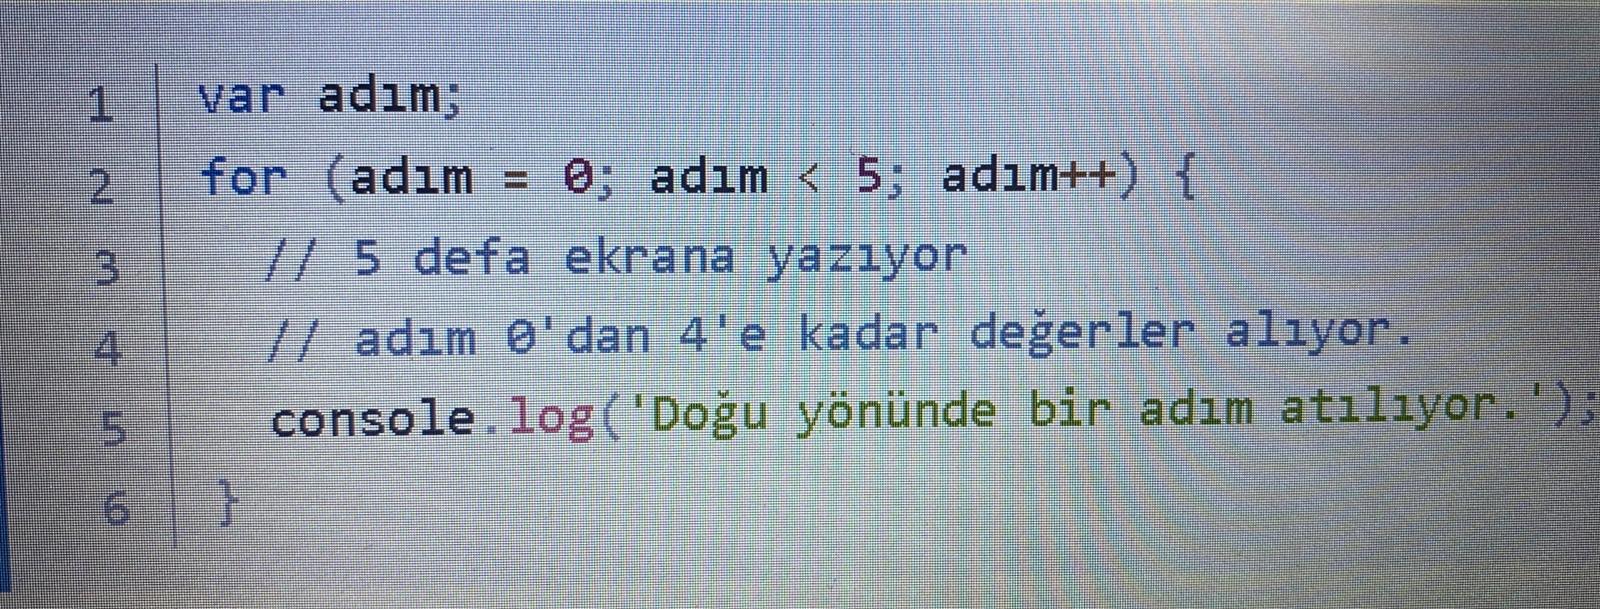 1 var adım;
2 for (adım = 0; adım < 5; adım++) {
3 // 5 defa ekrana yazıyor
4 // adım 0'dan 4'e kadar değerler alıyor.
5 console.log('Doğu yönünde bir adım atılıyor.');
6 }